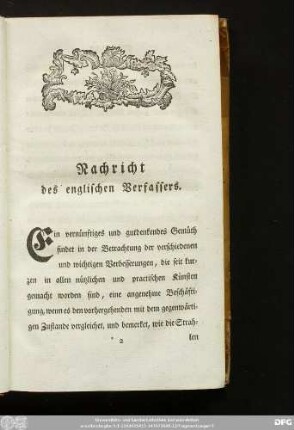 Nachricht
des englischen Verfassers.
Ein vernünftiges und gutdenkendes Gemüth
findet in der Betrachtung der verschiedenen
und wichtigen Verbesserungen, die seit kur-
zen in allen nützlichen und practischen Künsten
gemacht worden sind, eine angenehme Beschäfti-
gung, wenn es den vorhergehenden mit dem gegenwärti-
gen Zustande vergleichet, und bemerket, wie die Strah-
* 2
len